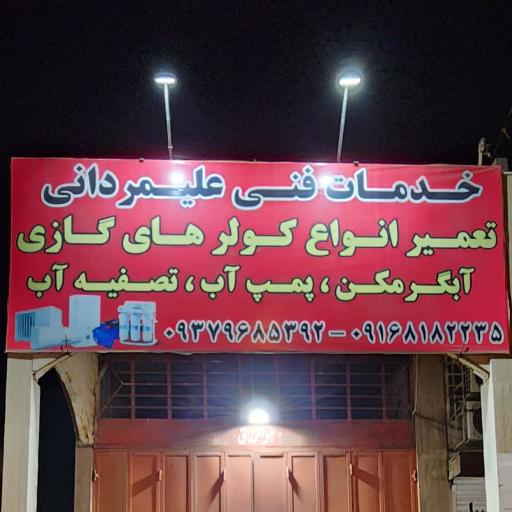 خدمات فنی علیمردانی
تعمیر انواع کولر های گازی
آبگرمکن ، پمپ آب ، تصفیه آب
۰۹۳۷۹۶۸۵۳۹۲ - ۰۹۱۶۸۱۸۲۲۳۵